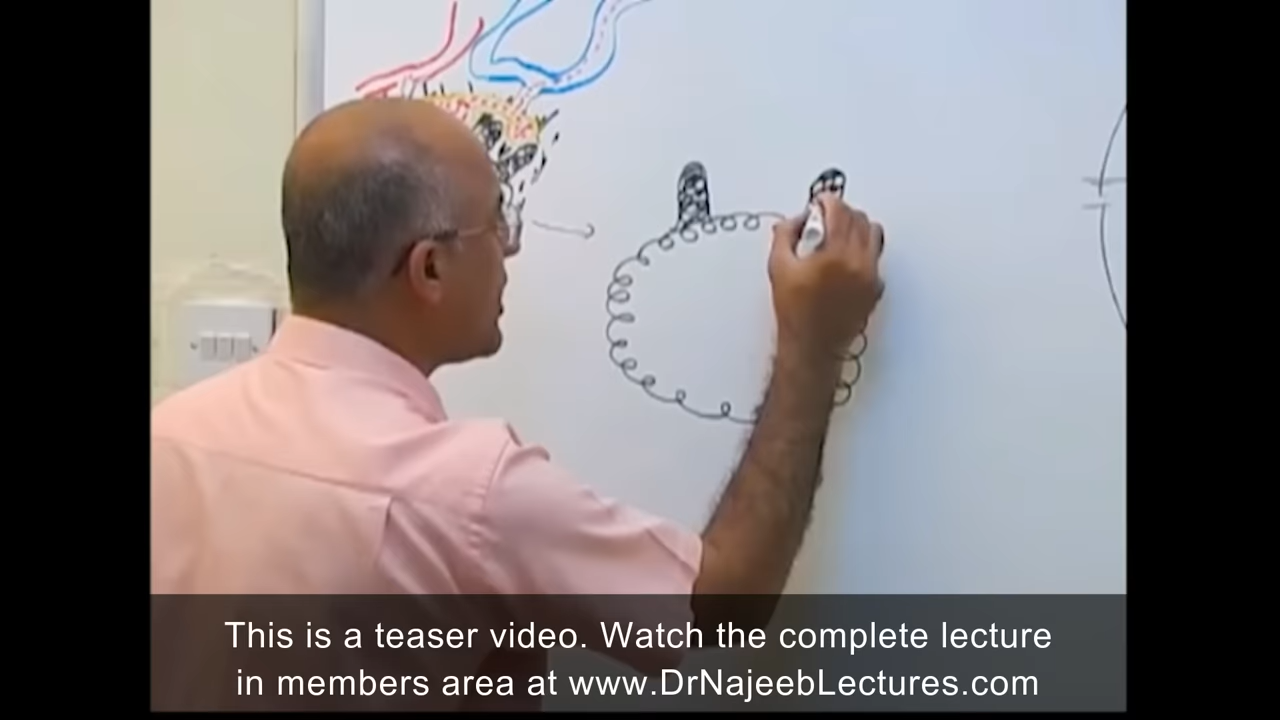 This is a teaser video. Watch the complete lecture
in members area at www.DrNajeebLectures.com